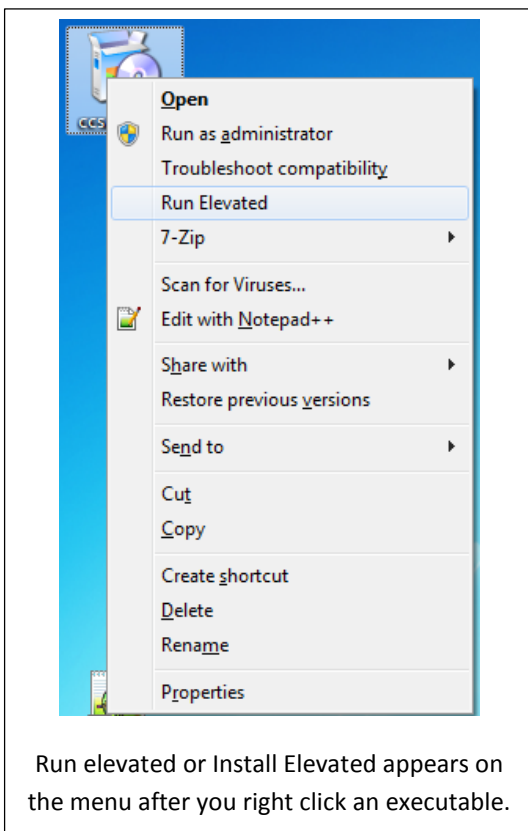 ccs
Open
Run as administrator
Troubleshoot compatibility
Run Elevated
7-Zip
Scan for Viruses...
Edit with Notepad++
Share with
Restore previous versions
Send to
Cut
Copy
Create shortcut
Delete
Rename
Properties
Run elevated or Install Elevated appears on
the menu after you right click an executable.